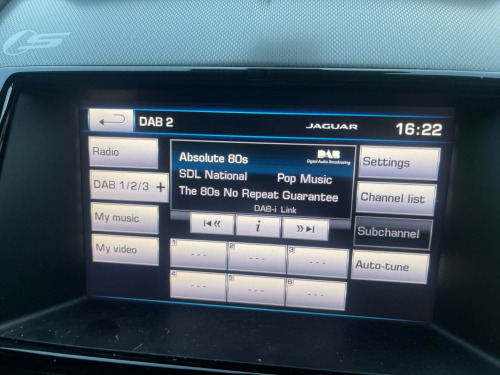 S
DAB 2 JAGUAR 16:22
Radio
DAB 1/2/3 +
My music
My video
Absolute 80s DAB
Digital Audio Broadcasting
SDL National Pop Music
The 80s No Repeat Guarantee
DAB-i Link
i
1 --- 2 --- 3 ---
4 --- 5 --- 6 ---
Settings
Channel list
Subchannel
Auto-tune